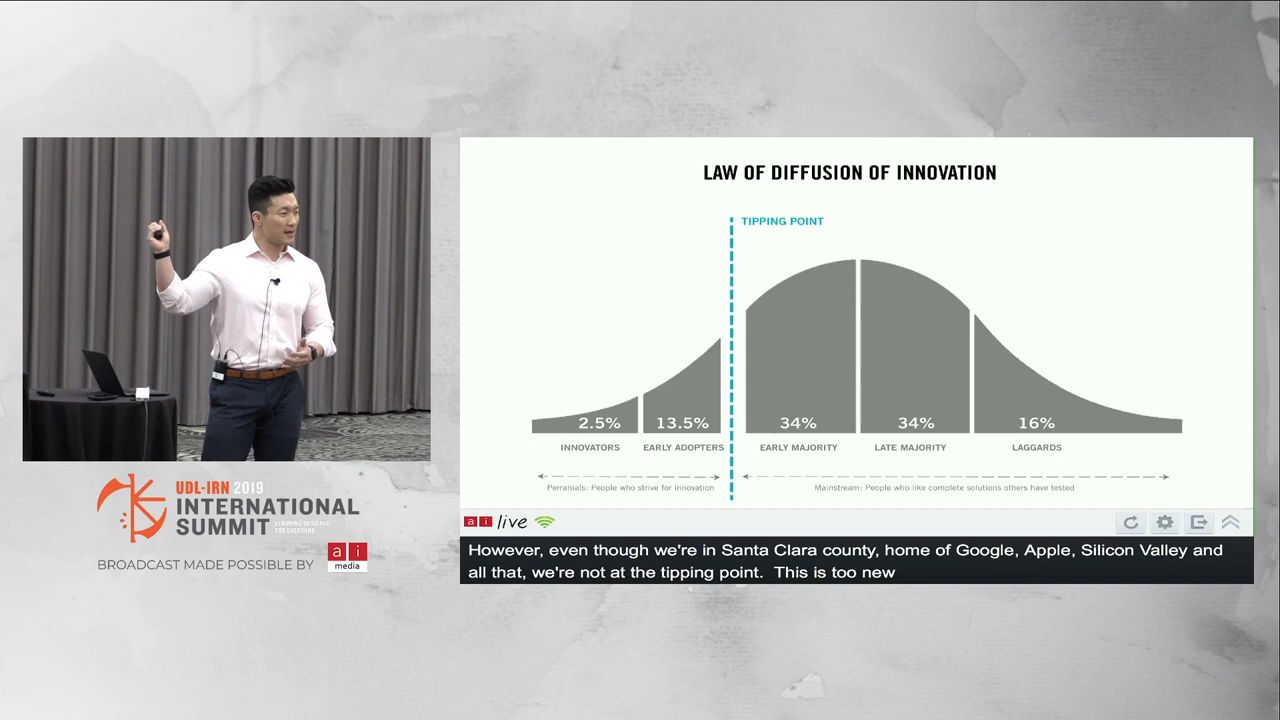 LAW OF DIFFUSION OF INNOVATION
TIPPING POINT
2.5%
13.5%
34%
34%
16%
INNOVATORS
EARLY ADOPTERS
EARLY MAJORITY
LATE MAJORITY
LAGGARDS
Perranials: People who strive for innovation
Mainstream: People who like complete solutions others have tested
UDL-IRN 2019
INTERNATIONAL
SUMMIT
LEARNING DESIGNED
FOR EVERYONE
BROADCAST MADE POSSIBLE BY
ai
media
ai live
However, even though we're in Santa Clara county, home of Google, Apple, Silicon Valley and
all that, we're not at the tipping point.  This is too new